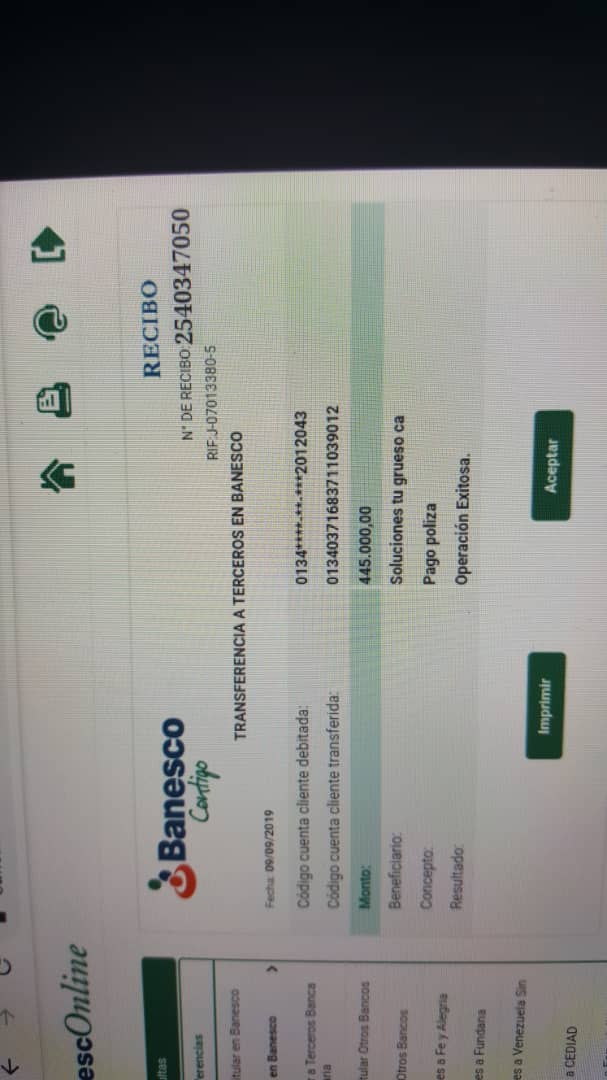 escOnline
Banesco
Contigo
RECIBO
N° DE RECIBO:2540347050
RIF:J-07013380-5
TRANSFERENCIA A TERCEROS EN BANESCO
Fecha: 09/09/2019
Código cuenta cliente debitada: 0134****-**-***2012043
Código cuenta cliente transferida: 01340371683711039012
Monto: 445.000,00
Beneficiario: Soluciones tu grueso ca
Concepto: Pago poliza
Resultado: Operación Exitosa.
Imprimir Aceptar
ltas
erencias
itular en Banesco
en Banesco
r a Terceros Banca
ria
tular Otros Bancos
Otros Bancos
es a Fe y Alegria
es a Fundana
es a Venezuela Sin
a CEDIAD